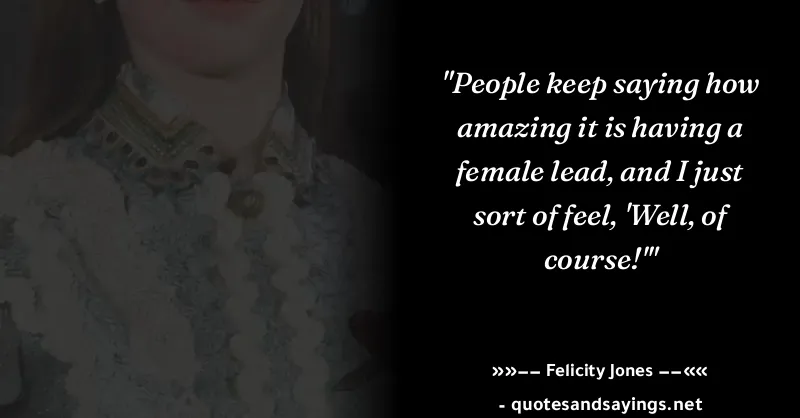 "People keep saying how
amazing it is having a
female lead, and I just
sort of feel, 'Well, of
course!'"
»»-- Felicity Jones --««
- quotesandsayings.net